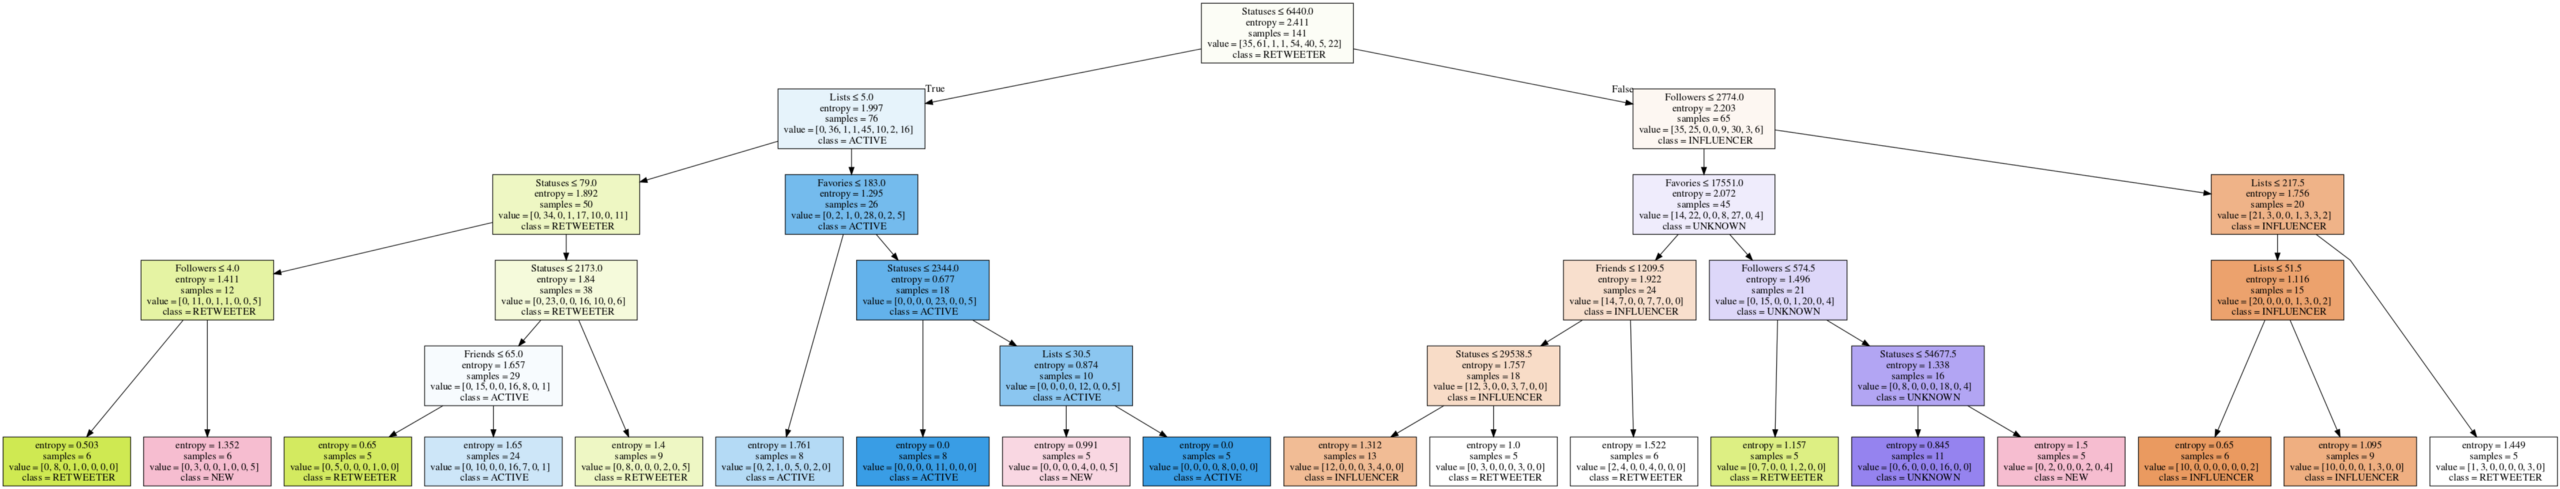 Statuses ≤ 6440.0
entropy = 2.411
samples = 141
value = [35, 61, 1, 1, 54, 40, 5, 22]
class = RETWEETER
True
False
Lists ≤ 5.0
entropy = 1.997
samples = 76
value = [0, 36, 1, 1, 45, 10, 2, 16]
class = ACTIVE
Followers ≤ 2774.0
entropy = 2.203
samples = 65
value = [35, 25, 0, 0, 9, 30, 3, 6]
class = INFLUENCER
Statuses ≤ 79.0
entropy = 1.892
samples = 50
value = [0, 34, 0, 1, 17, 10, 0, 11]
class = RETWEETER
Favories ≤ 183.0
entropy = 1.295
samples = 26
value = [0, 2, 1, 0, 28, 0, 2, 5]
class = ACTIVE
Favories ≤ 17551.0
entropy = 2.072
samples = 45
value = [14, 22, 0, 0, 8, 27, 0, 4]
class = UNKNOWN
Lists ≤ 217.5
entropy = 1.756
samples = 20
value = [21, 3, 0, 0, 1, 3, 3, 2]
class = INFLUENCER
Followers ≤ 4.0
entropy = 1.411
samples = 12
value = [0, 11, 0, 1, 1, 0, 0, 5]
class = RETWEETER
Statuses ≤ 2173.0
entropy = 1.84
samples = 38
value = [0, 23, 0, 0, 16, 10, 0, 6]
class = RETWEETER
Statuses ≤ 2344.0
entropy = 0.677
samples = 18
value = [0, 0, 0, 0, 23, 0, 0, 5]
class = ACTIVE
Friends ≤ 1209.5
entropy = 1.922
samples = 24
value = [14, 7, 0, 0, 7, 7, 0, 0]
class = INFLUENCER
Followers ≤ 574.5
entropy = 1.496
samples = 21
value = [0, 15, 0, 0, 1, 20, 0, 4]
class = UNKNOWN
Lists ≤ 51.5
entropy = 1.116
samples = 15
value = [20, 0, 0, 0, 1, 3, 0, 2]
class = INFLUENCER
Friends ≤ 65.0
entropy = 1.657
samples = 29
value = [0, 15, 0, 0, 16, 8, 0, 1]
class = ACTIVE
Lists ≤ 30.5
entropy = 0.874
samples = 10
value = [0, 0, 0, 0, 12, 0, 0, 5]
class = ACTIVE
Statuses ≤ 29538.5
entropy = 1.757
samples = 18
value = [12, 3, 0, 0, 3, 7, 0, 0]
class = INFLUENCER
Statuses ≤ 54677.5
entropy = 1.338
samples = 16
value = [0, 8, 0, 0, 0, 18, 0, 4]
class = UNKNOWN
entropy = 0.503
samples = 6
value = [0, 8, 0, 1, 0, 0, 0, 0]
class = RETWEETER
entropy = 1.352
samples = 6
value = [0, 3, 0, 0, 1, 0, 0, 5]
class = NEW
entropy = 0.65
samples = 5
value = [0, 5, 0, 0, 0, 1, 0, 0]
class = RETWEETER
entropy = 1.65
samples = 24
value = [0, 10, 0, 0, 16, 7, 0, 1]
class = ACTIVE
entropy = 1.4
samples = 9
value = [0, 8, 0, 0, 0, 2, 0, 5]
class = RETWEETER
entropy = 1.761
samples = 8
value = [0, 2, 1, 0, 5, 0, 2, 0]
class = ACTIVE
entropy = 0.0
samples = 8
value = [0, 0, 0, 0, 11, 0, 0, 0]
class = ACTIVE
entropy = 0.991
samples = 5
value = [0, 0, 0, 0, 4, 0, 0, 5]
class = NEW
entropy = 0.0
samples = 5
value = [0, 0, 0, 0, 8, 0, 0, 0]
class = ACTIVE
entropy = 1.312
samples = 13
value = [12, 0, 0, 0, 3, 4, 0, 0]
class = INFLUENCER
entropy = 1.0
samples = 5
value = [0, 3, 0, 0, 0, 3, 0, 0]
class = RETWEETER
entropy = 1.522
samples = 6
value = [2, 4, 0, 0, 4, 0, 0, 0]
class = RETWEETER
entropy = 1.157
samples = 5
value = [0, 7, 0, 0, 1, 2, 0, 0]
class = RETWEETER
entropy = 0.845
samples = 11
value = [0, 6, 0, 0, 0, 16, 0, 0]
class = UNKNOWN
entropy = 1.5
samples = 5
value = [0, 2, 0, 0, 0, 2, 0, 4]
class = NEW
entropy = 0.65
samples = 6
value = [10, 0, 0, 0, 0, 0, 0, 2]
class = INFLUENCER
entropy = 1.095
samples = 9
value = [10, 0, 0, 0, 1, 3, 0, 0]
class = INFLUENCER
entropy = 1.449
samples = 5
value = [1, 3, 0, 0, 0, 0, 3, 0]
class = RETWEETER